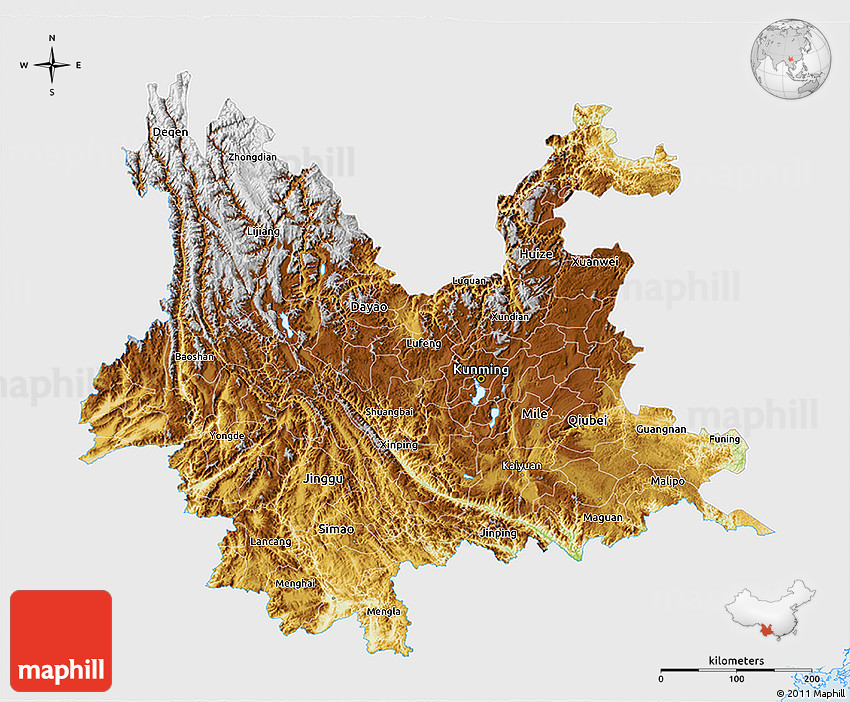 N
W E
S
Deqen
Zhongdian
maphill
Lijiang
Huize
Xuanwei
Luquan
maphill
Dayao
Xundian
Lufeng
Baoshan
Kunming
maphill
Shuangbai
Mile
Qiubei
maphill
Guangnan
Yongde
Xinping
Funing
Kaiyuan
Jinggu
Malipo
Maguan
Simao
Jinping
Lancang
Menghai
Mengla
maphill
kilometers
0 100 200
© 2011 Maphill